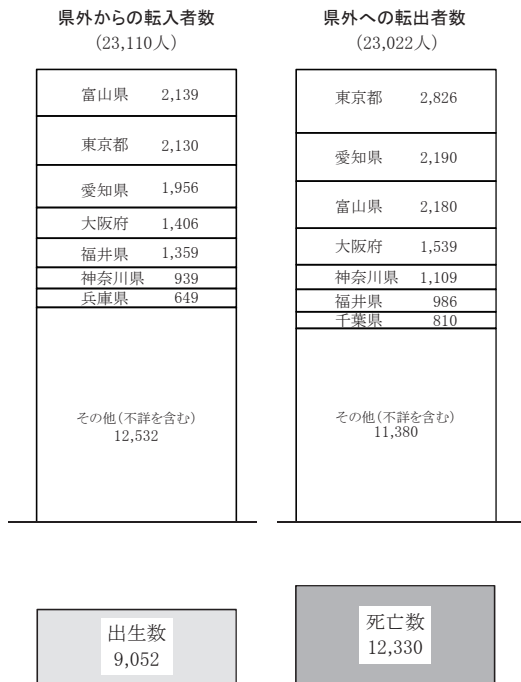 県外からの転入者数
(23,110人)
富山県 2,139
東京都 2,130
愛知県 1,956
大阪府 1,406
福井県 1,359
神奈川県 939
兵庫県 649
その他(不詳を含む)
12,532
県外への転出者数
(23,022人)
東京都 2,826
愛知県 2,190
富山県 2,180
大阪府 1,539
神奈川県 1,109
福井県 986
千葉県 810
その他(不詳を含む)
11,380
出生数
9,052
死亡数
12,330